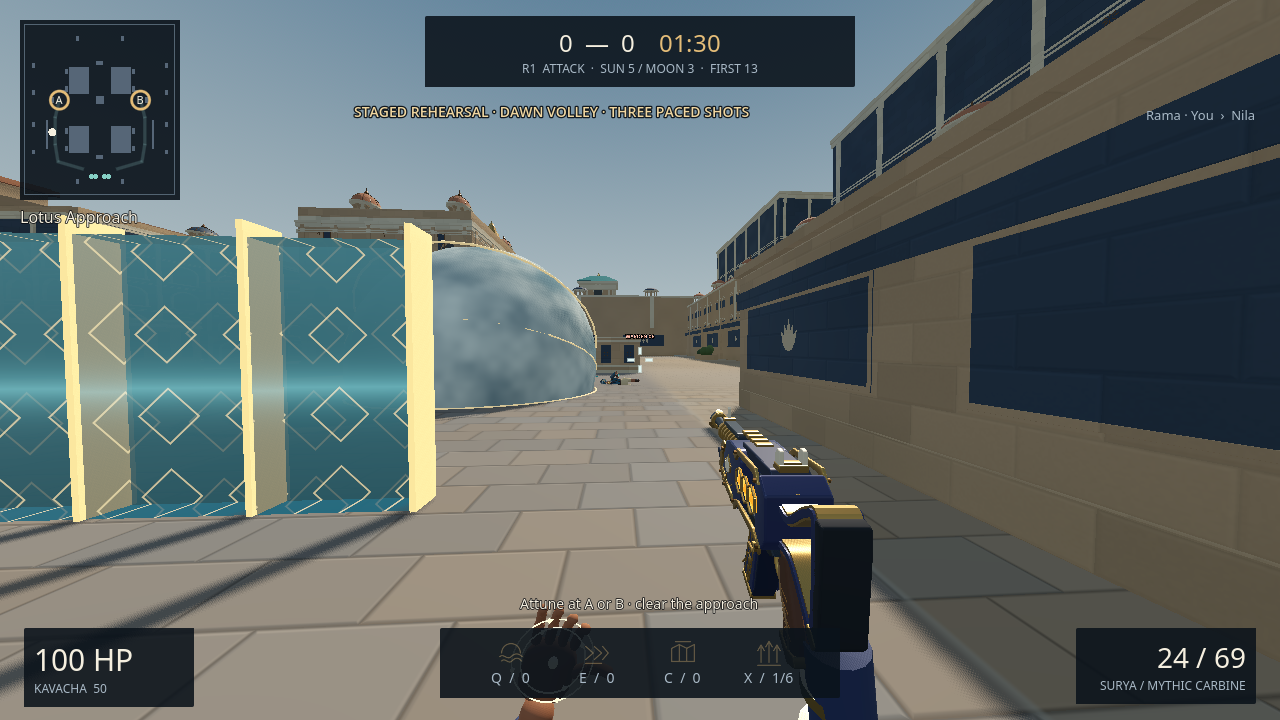 A
B
0 — 0 01:30
R1 ATTACK · SUN 5 / MOON 3 · FIRST 13
STAGED REHEARSAL · DAWN VOLLEY · THREE PACED SHOTS
Rama · You › Nila
Lotus Approach
Attune at A or B · clear the approach
100 HP
KAVACHA 50
Q / 0
E / 0
C / 0
X / 1/6
24 / 69
SURYA / MYTHIC CARBINE